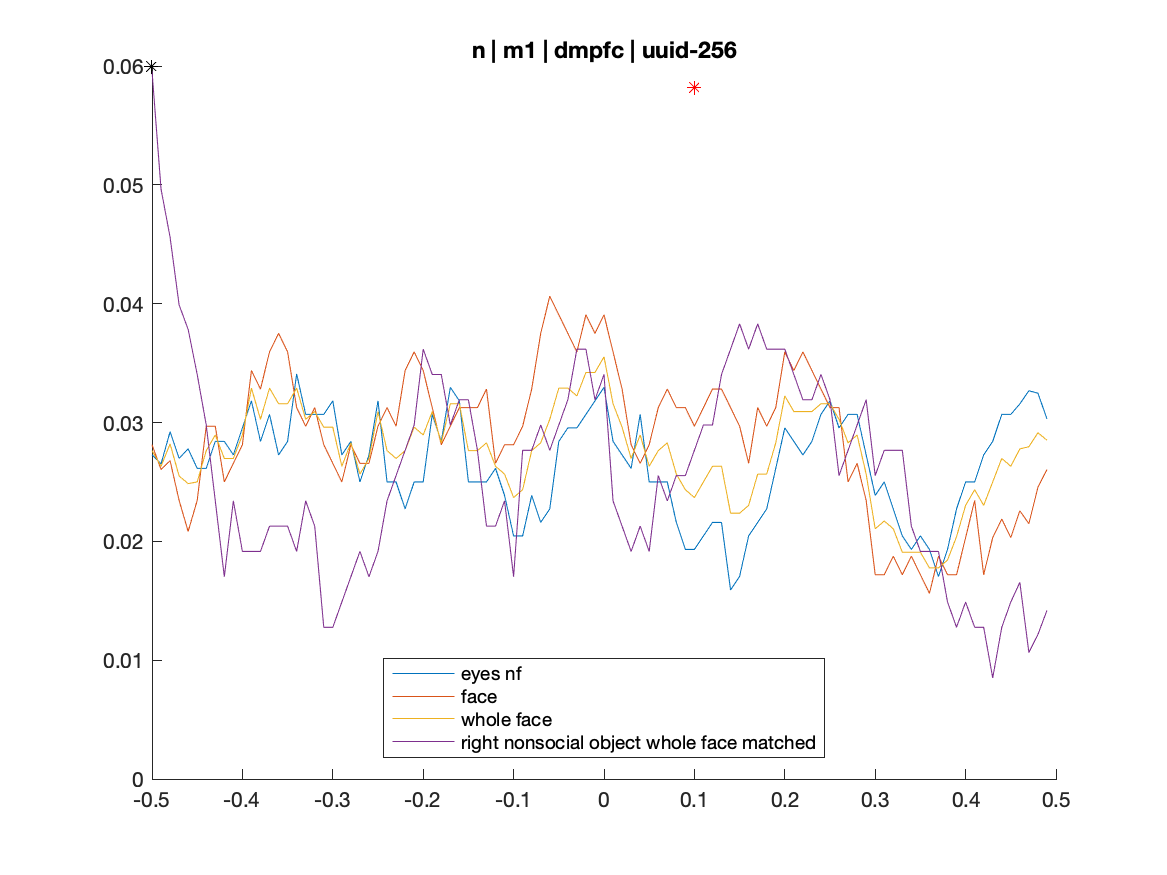 n | m1 | dmpfc | uuid-256
0.06
0.05
0.04
0.03
0.02
0.01
0
eyes nf
face
whole face
right nonsocial object whole face matched
-0.5 -0.4 -0.3 -0.2 -0.1 0 0.1 0.2 0.3 0.4 0.5